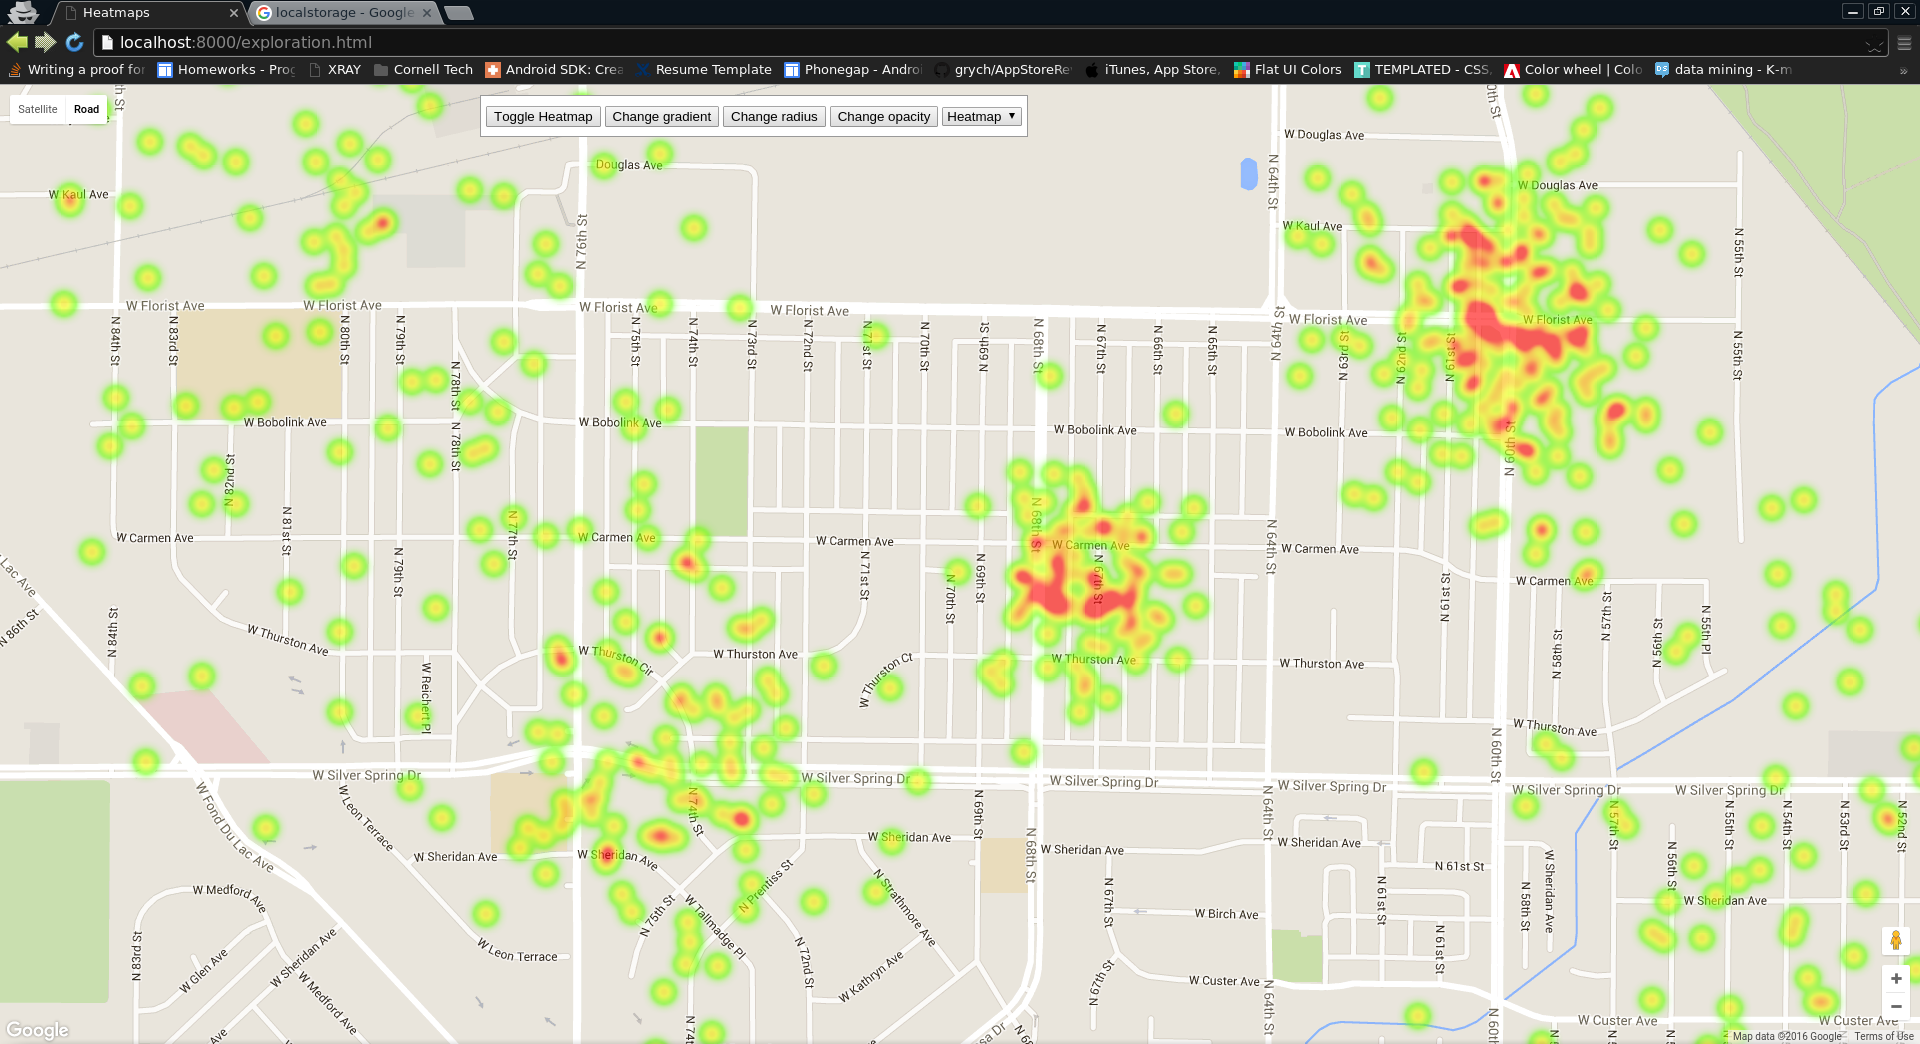 Heatmaps
localstorage - Google
localhost:8000/exploration.html
Writing a proof for
Homeworks - Prog
XRAY
Cornell Tech
Android SDK: Crea
Resume Template
Phonegap - Androi
grych/AppStoreRe
iTunes, App Store,
Flat UI Colors
TEMPLATED - CSS,
Color wheel | Colo
data mining - K-m
»
Satellite
Road
Toggle Heatmap
Change gradient
Change radius
Change opacity
Heatmap
Douglas Ave
W Douglas Ave
W Douglas Ave
W Kaul Ave
W Kaul Ave
N 76th St
N 64th St
N 55th St
W Florist Ave
W Florist Ave
W Florist Ave
W Florist Ave
W Florist Ave
W Florist Ave
N 84th St
N 83rd St
N 80th St
N 79th St
N 78th St
N 75th St
N 74th St
N 73rd St
N 72nd St
N 71st St
N 70th St
N 69th St
N 68th St
N 67th St
N 66th St
N 65th St
N 64th St
N 63rd St
N 62nd St
N 61st St
N 55th St
W Bobolink Ave
W Bobolink Ave
W Bobolink Ave
W Bobolink Ave
N 78th St
N 82nd St
N 81st St
N 77th St
N 68th St
N 60th St
W Carmen Ave
W Carmen Ave
W Carmen Ave
W Carmen Ave
W Carmen Ave
W Carmen Ave
Lac Ave
N 86th St
N 84th St
N 79th St
N 71st St
N 70th St
N 69th St
N 67th St
N 64th St
N 61st St
N 57th St
N 58th St
N 56th St
N 55th Pl
W Thurston Ave
W Thurston Cir
W Thurston Ave
W Thurston Ct
W Thurston Ave
W Thurston Ave
W Thurston Ave
W Reichert Pl
N 60th St
W Silver Spring Dr
W Silver Spring Dr
W Silver Spring Dr
W Silver Spring Dr
W Silver Spring Dr
W Silver Spring Dr
W Fond Du Lac Ave
W Leon Terrace
N 74th St
N 69th St
N 68th St
N 64th St
N 57th St
N 56th St
N 55th St
N 54th St
N 53rd St
N 52nd St
W Sheridan Ave
W Sheridan Ave
W Sheridan Ave
W Sheridan Ave
W Sheridan Ave
W Sheridan Ave
W Sheridan Ave
N 61st St
N 61st St
N 61st St
N 58th St
W Medford Ave
N 83rd St
W Glen Ave
W Sheridan Ave
W Medford Ave
W Leon Terrace
N 75th St
W Tallmadge Pl
N Prentiss St
N Strathmore Ave
N 72nd St
W Kathryn Ave
N 67th St
N 67th St
W Birch Ave
W Custer Ave
W Custer Ave
W Custer Ave
N 64th St
Google
Map data ©2016 Google
Terms of Use